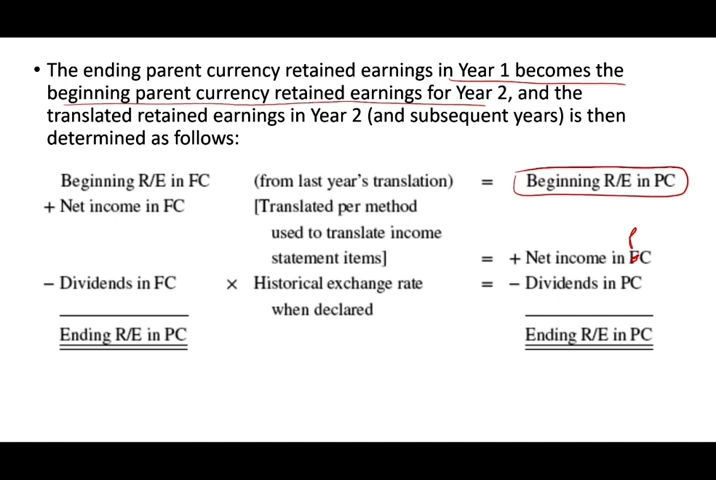 • The ending parent currency retained earnings in Year 1 becomes the
beginning parent currency retained earnings for Year 2, and the
translated retained earnings in Year 2 (and subsequent years) is then
determined as follows:
Beginning R/E in FC (from last year's translation) = Beginning R/E in PC
+ Net income in FC [Translated per method
used to translate income
statement items] = + Net income in FC
− Dividends in FC × Historical exchange rate = − Dividends in PC
when declared
Ending R/E in PC Ending R/E in PC